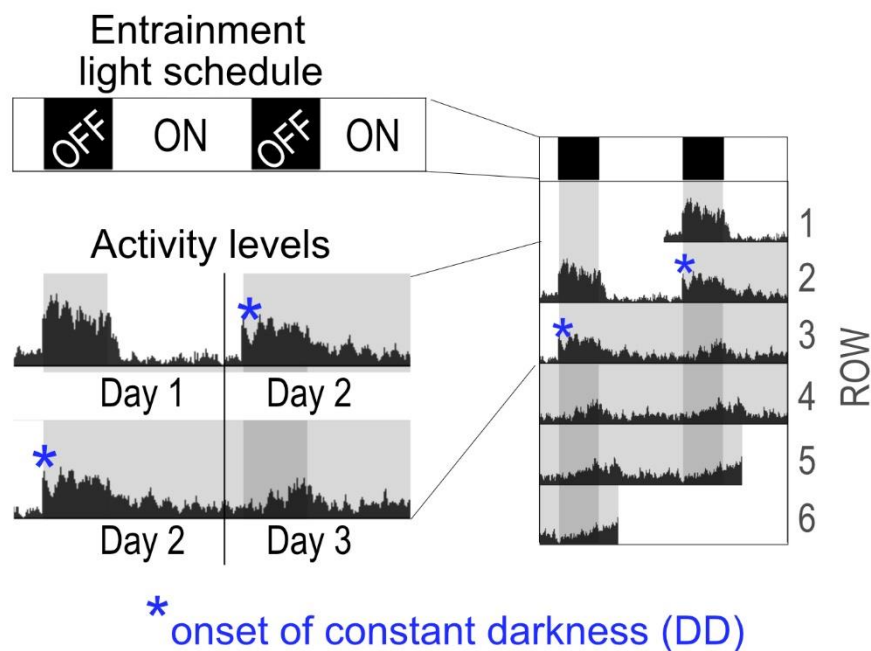 Entrainment
light schedule
OFF ON OFF ON
Activity levels
*
Day 1 Day 2
*
Day 2 Day 3
1
* 2
* 3
4
5
6
ROW
*onset of constant darkness (DD)